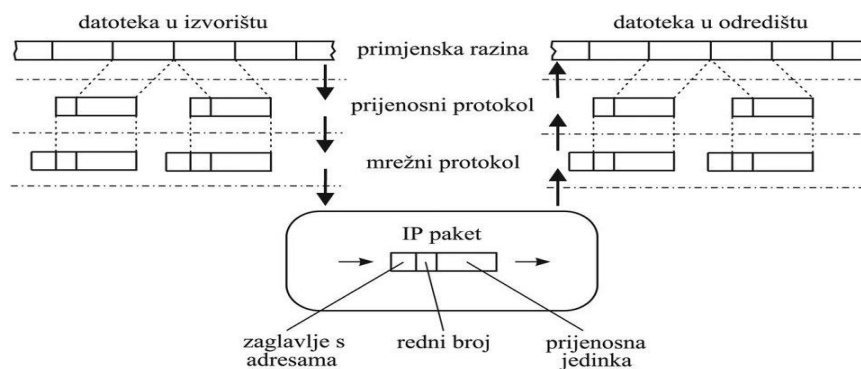 datoteka u izvorištu
datoteka u odredištu
primjenska razina
prijenosni protokol
mrežni protokol
IP paket
zaglavlje s
adresama
redni broj
prijenosna
jedinka